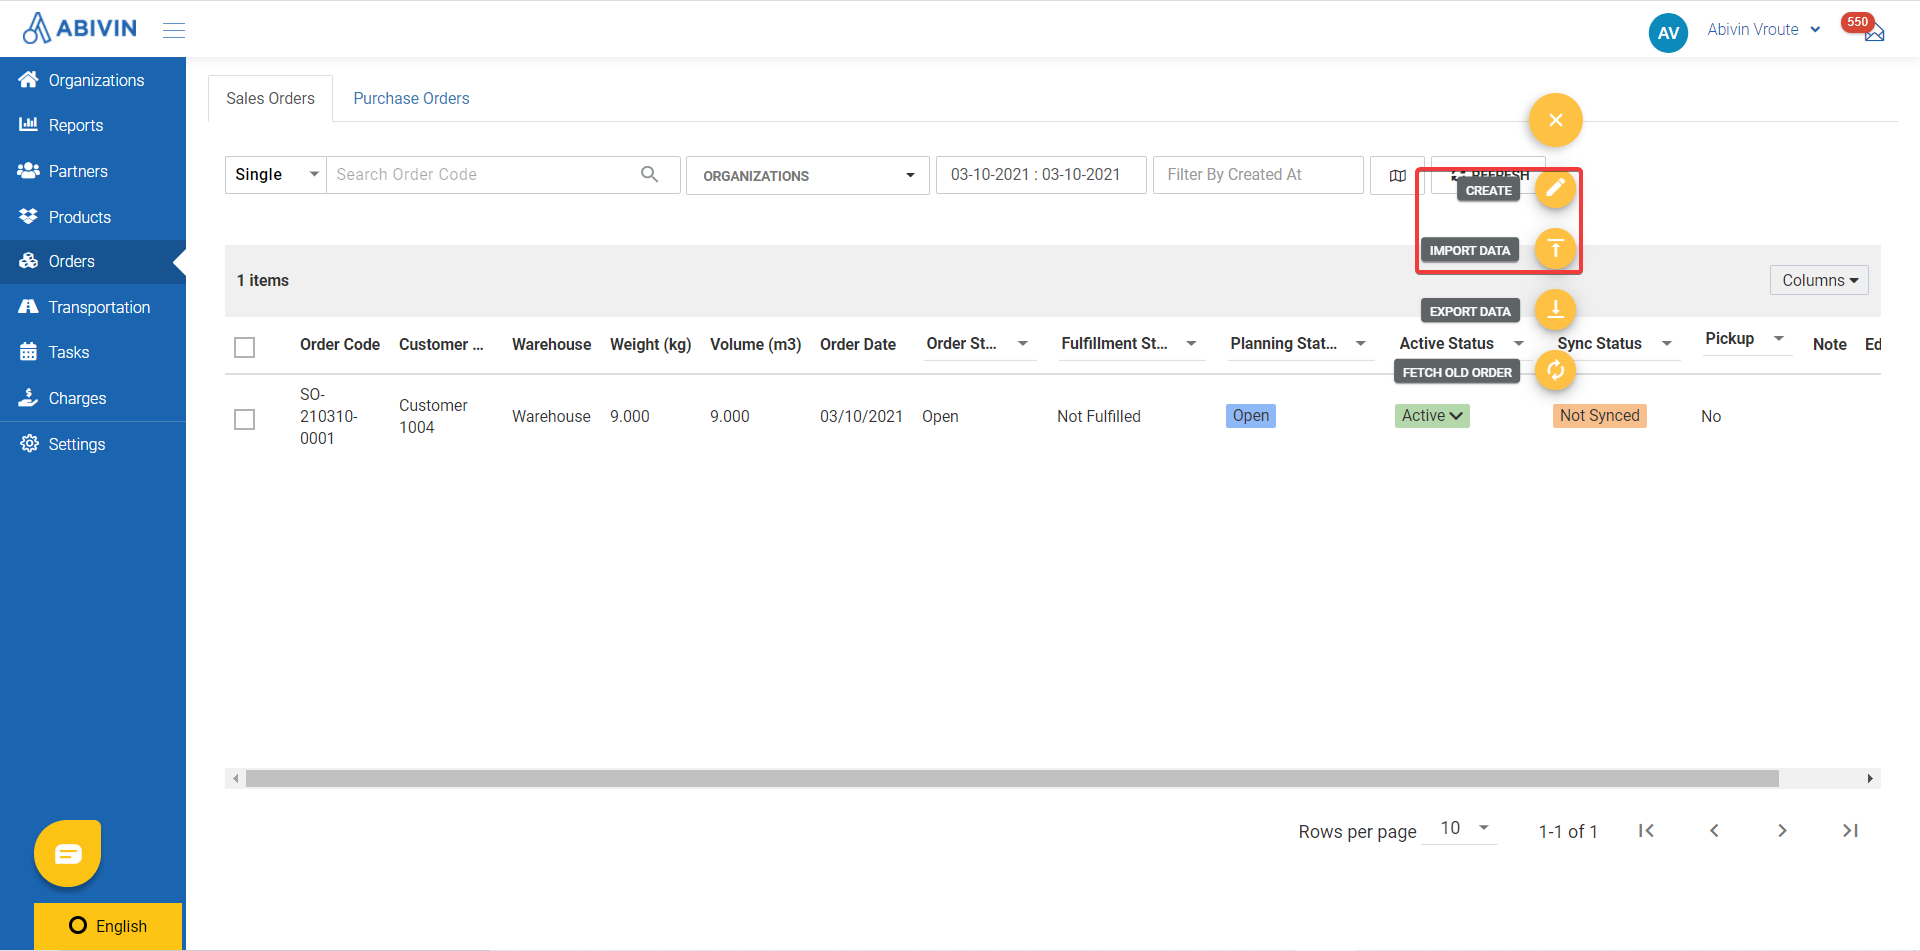 ABIVIN
AV
Abivin Vroute
550
Organizations
Reports
Partners
Products
Orders
Transportation
Tasks
Charges
Settings
English
Sales Orders
Purchase Orders
Single
Search Order Code
ORGANIZATIONS
03-10-2021 : 03-10-2021
Filter By Created At
REFRESH
CREATE
IMPORT DATA
EXPORT DATA
FETCH OLD ORDER
1 items
Columns
Order Code Customer ... Warehouse Weight (kg) Volume (m3) Order Date Order St... Fulfillment St... Planning Stat... Active Status Sync Status Pickup Note Ed
SO-
210310-
0001
Customer
1004
Warehouse 9.000 9.000 03/10/2021 Open Not Fulfilled Open Active Not Synced No
Rows per page 10 1-1 of 1